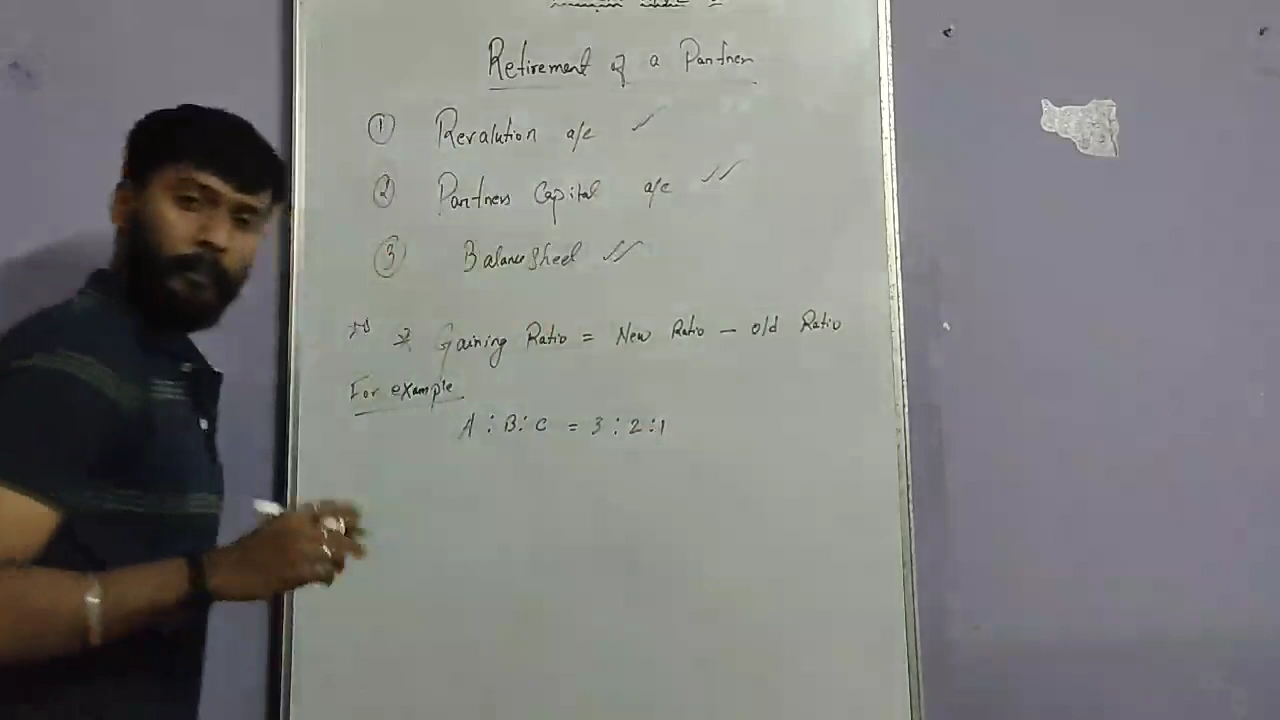 Retirement of a Partner
① Revalution a/c ✓
② Partners Capital a/c ✓✓
③ Balance Sheet ✓✓
* Gaining Ratio = New Ratio - old Ratio
For example
A : B : C = 3 : 2 : 1